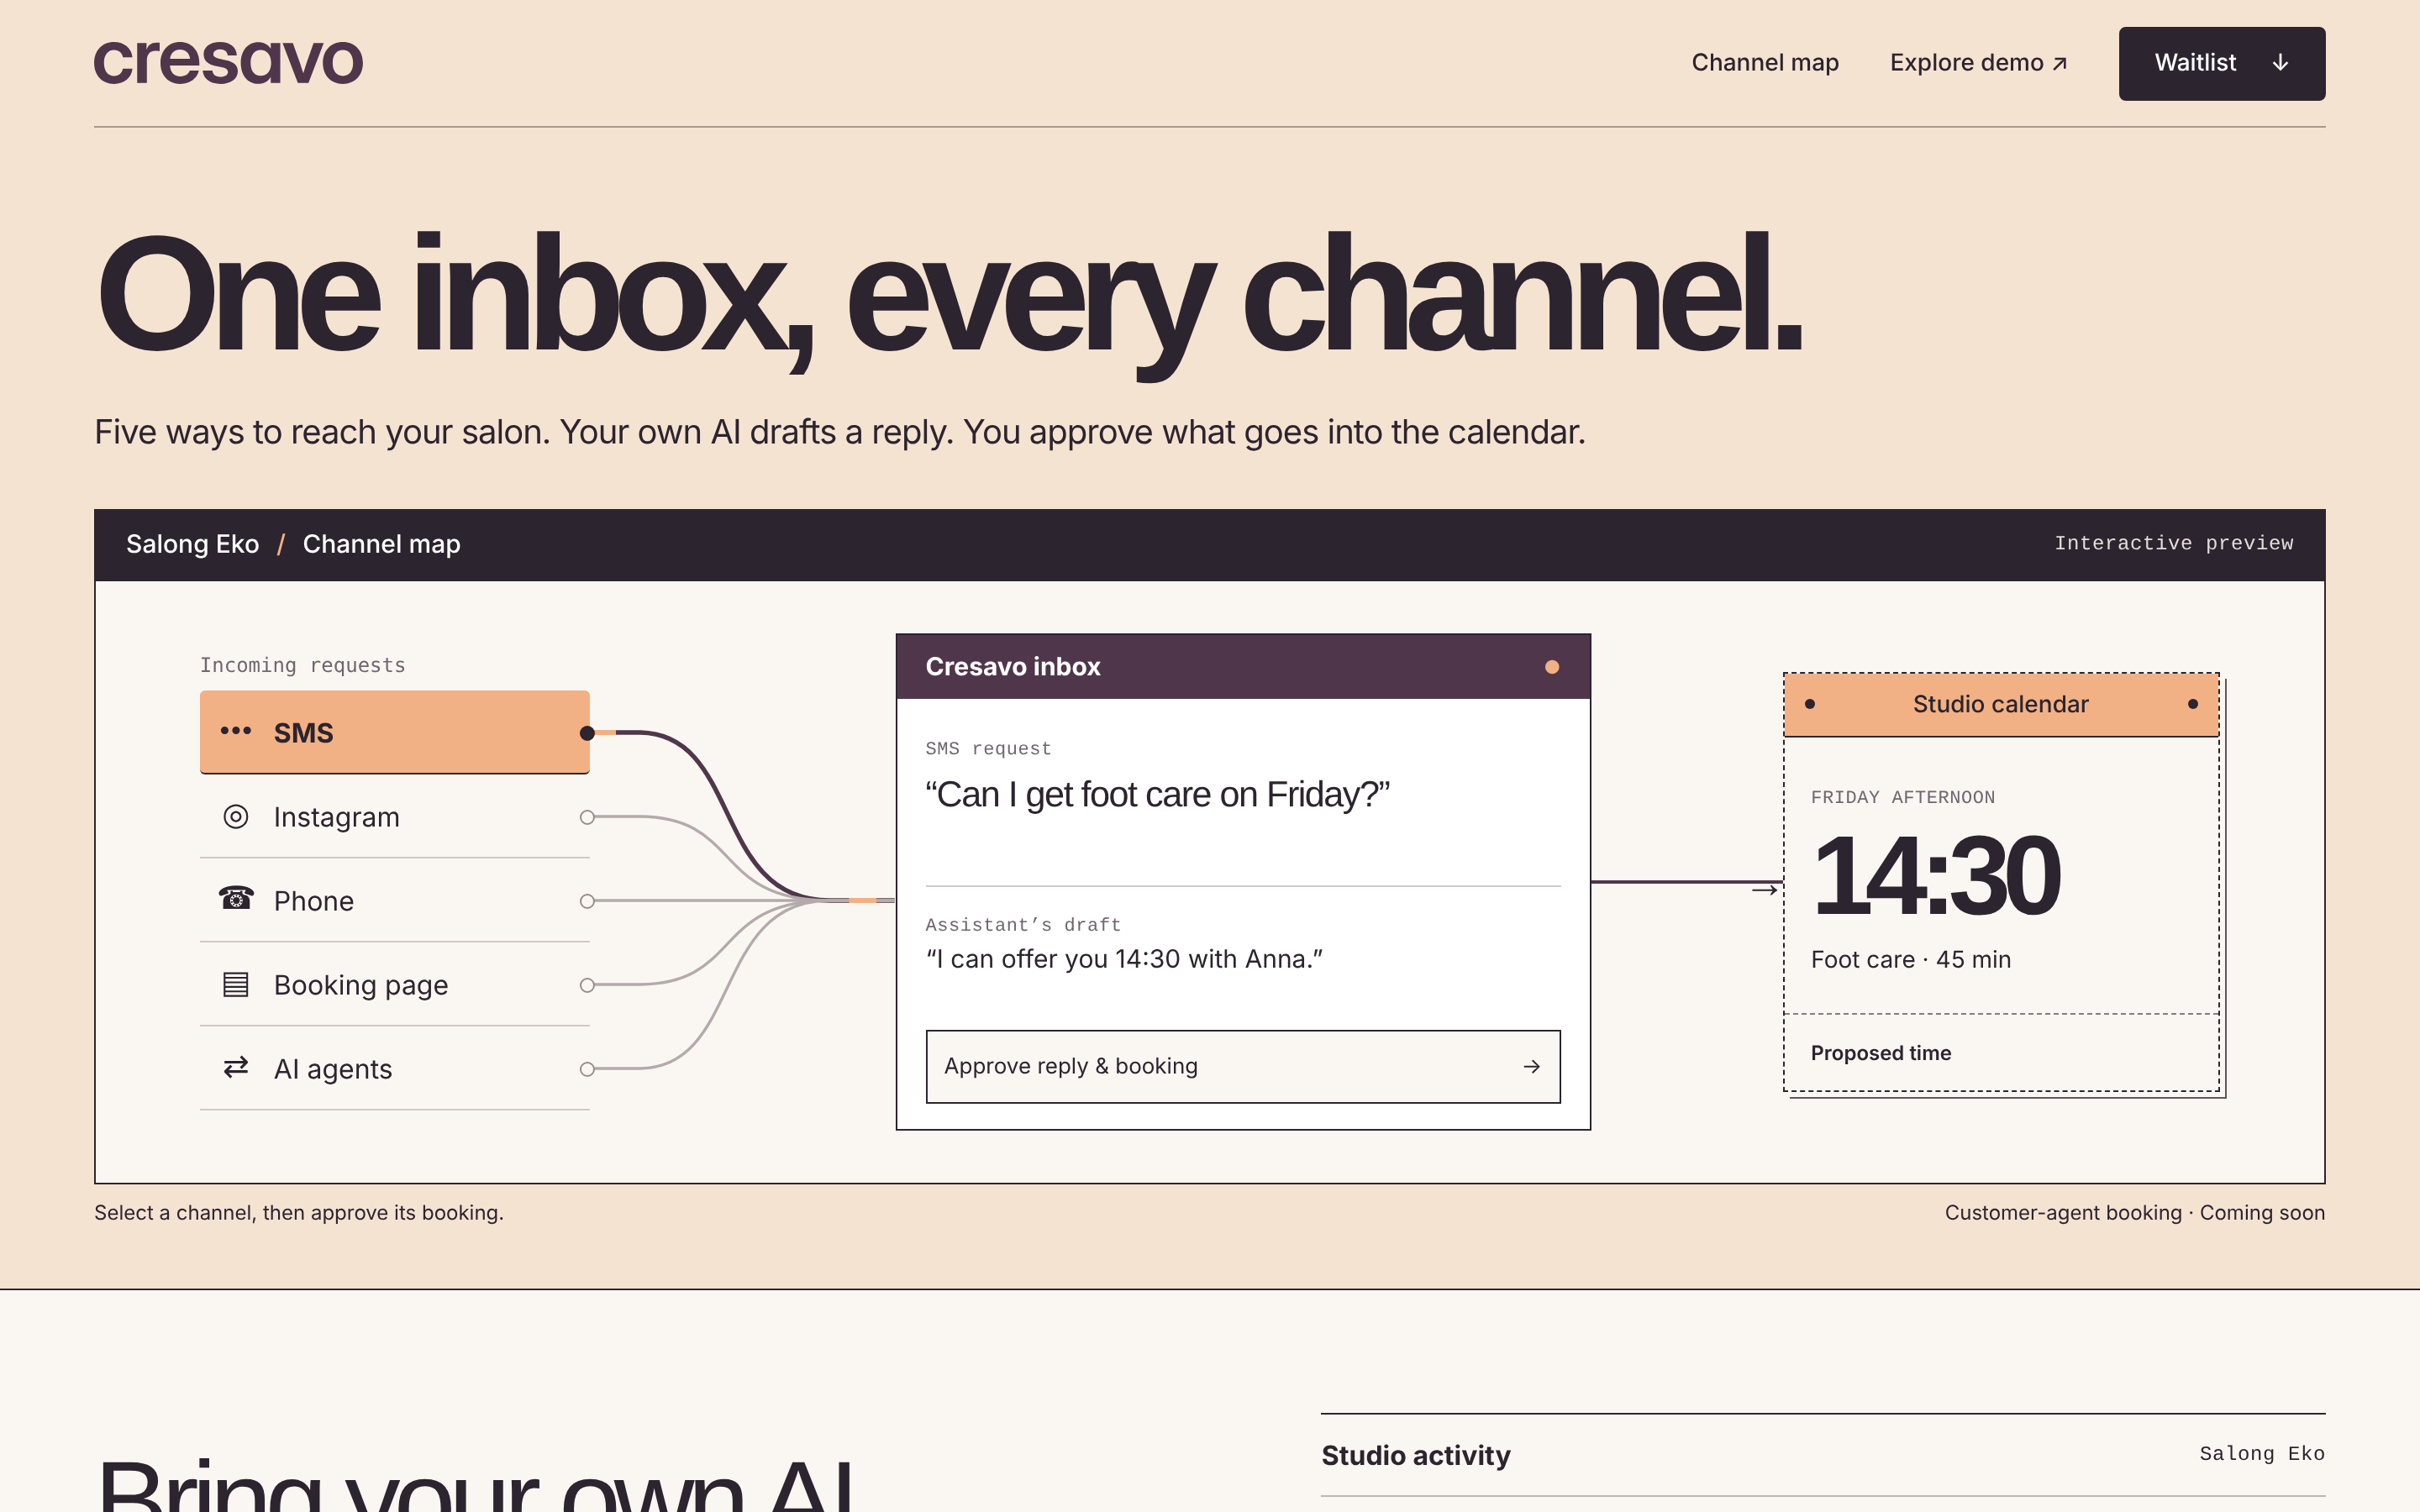 cresavo
Channel map
Explore demo ↗
Waitlist ↓
One inbox, every channel.
Five ways to reach your salon. Your own AI drafts a reply. You approve what goes into the calendar.
Salong Eko / Channel map
Interactive preview
Incoming requests
SMS
Instagram
Phone
Booking page
AI agents
Cresavo inbox
SMS request
“Can I get foot care on Friday?”
Assistant’s draft
“I can offer you 14:30 with Anna.”
Approve reply & booking →
Studio calendar
FRIDAY AFTERNOON
14:30
Foot care · 45 min
Proposed time
Select a channel, then approve its booking.
Customer-agent booking · Coming soon
Bring your own AI
Studio activity
Salong Eko